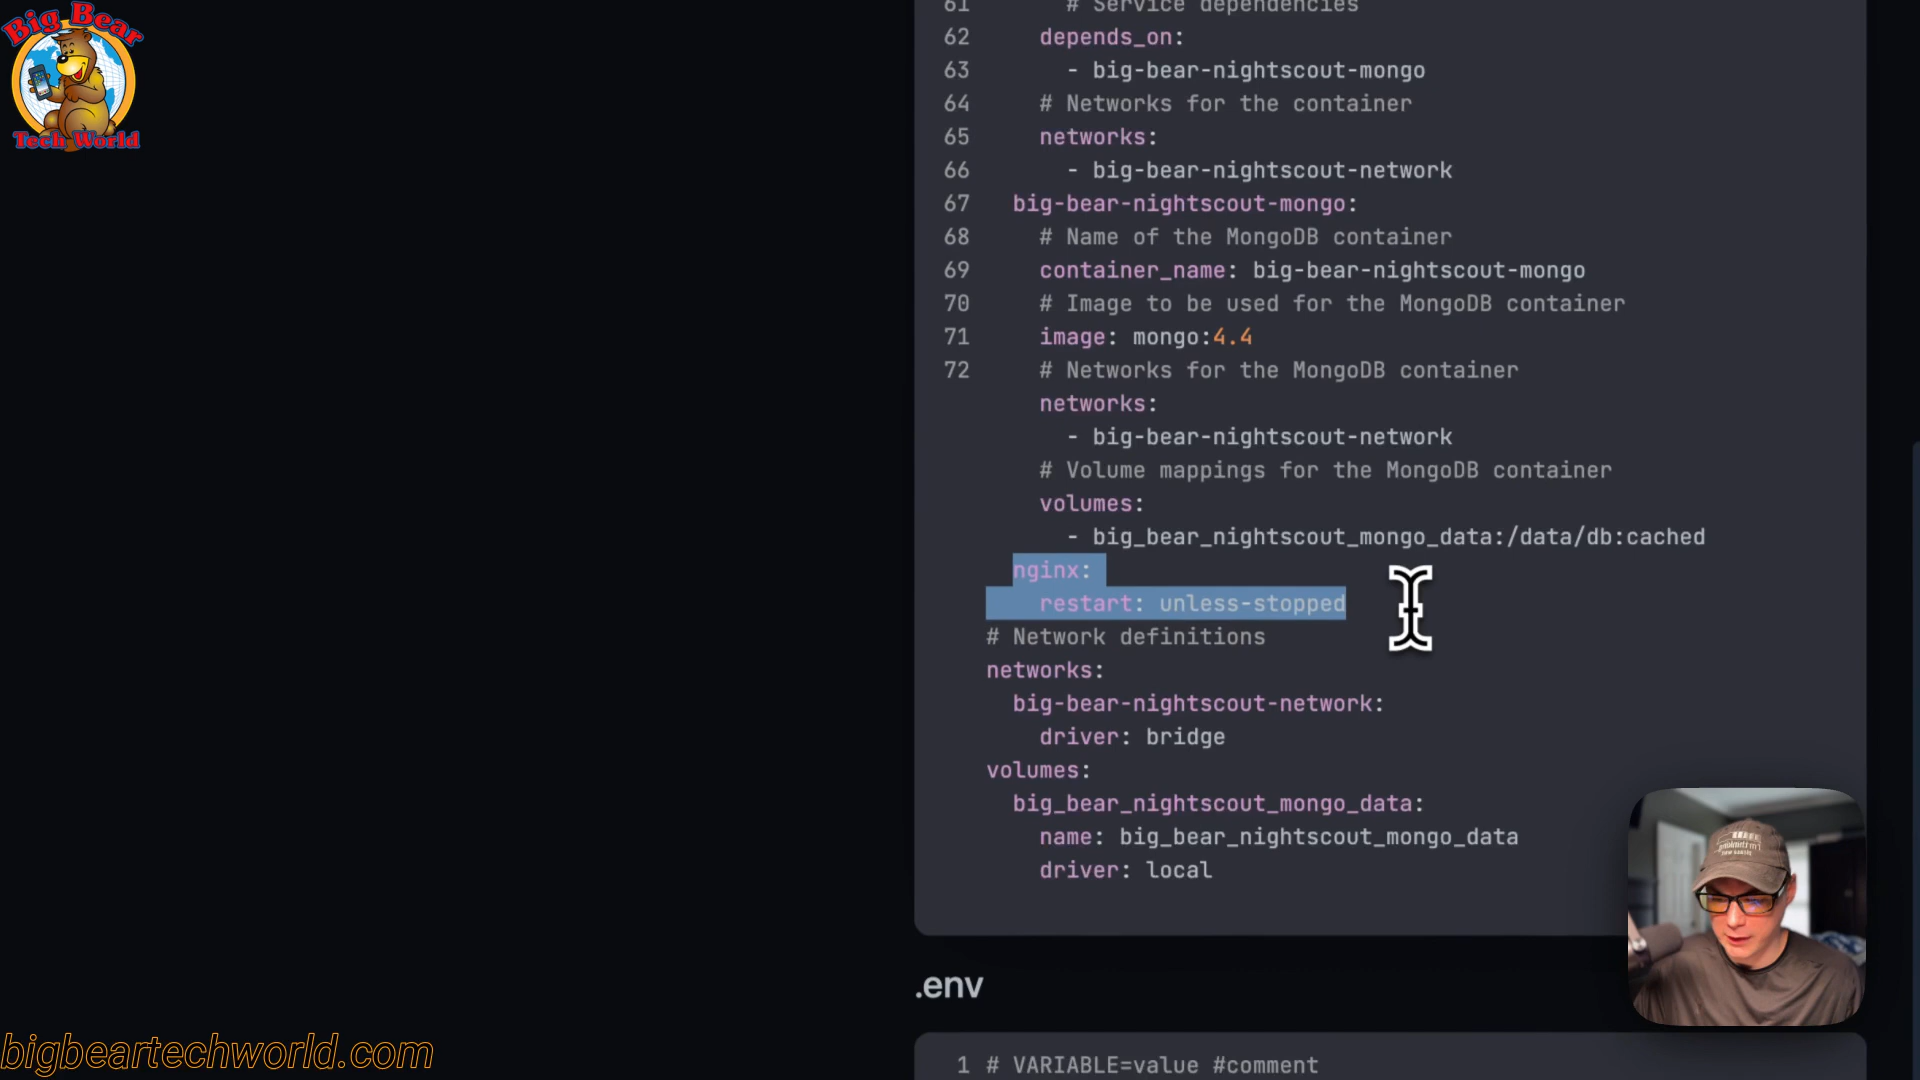 Big Bear
Tech World
61 # Service dependencies
62 depends_on:
63 - big-bear-nightscout-mongo
64 # Networks for the container
65 networks:
66 - big-bear-nightscout-network
67 big-bear-nightscout-mongo:
68 # Name of the MongoDB container
69 container_name: big-bear-nightscout-mongo
70 # Image to be used for the MongoDB container
71 image: mongo:4.4
72 # Networks for the MongoDB container
networks:
- big-bear-nightscout-network
# Volume mappings for the MongoDB container
volumes:
- big_bear_nightscout_mongo_data:/data/db:cached
nginx:
restart: unless-stopped
# Network definitions
networks:
big-bear-nightscout-network:
driver: bridge
volumes:
big_bear_nightscout_mongo_data:
name: big_bear_nightscout_mongo_data
driver: local
.env
1 # VARIABLE=value #comment
bigbeartechworld.com